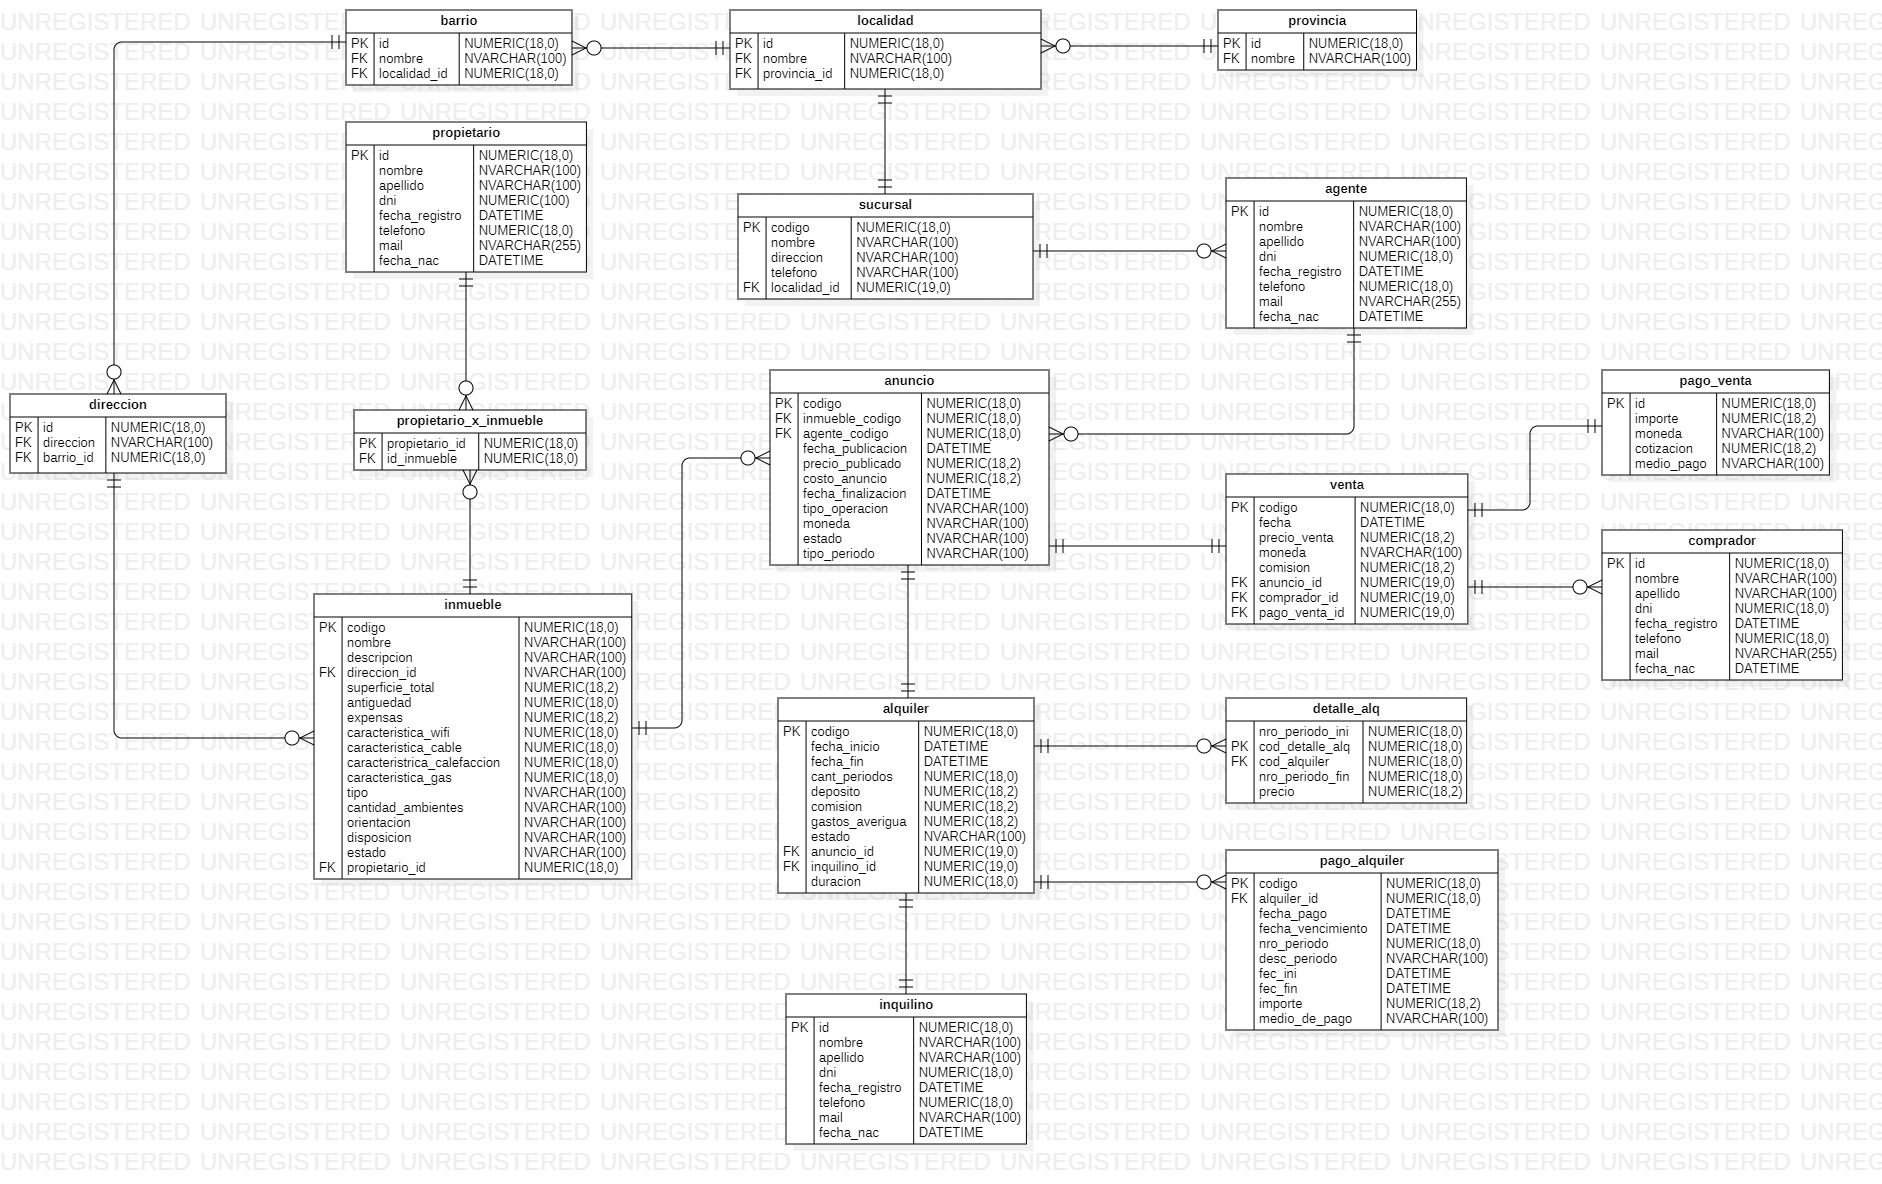 barrio
PK id NUMERIC(18,0)
FK nombre NVARCHAR(100)
FK localidad_id NUMERIC(18,0)
localidad
PK id NUMERIC(18,0)
FK nombre NVARCHAR(100)
FK provincia_id NUMERIC(18,0)
provincia
PK id NUMERIC(18,0)
FK nombre NVARCHAR(100)
propietario
PK id NUMERIC(18,0)
nombre NVARCHAR(100)
apellido NVARCHAR(100)
dni NUMERIC(100)
fecha_registro DATETIME
telefono NUMERIC(18,0)
mail NVARCHAR(255)
fecha_nac DATETIME
sucursal
PK codigo NUMERIC(18,0)
nombre NVARCHAR(100)
direccion NVARCHAR(100)
telefono NVARCHAR(100)
FK localidad_id NUMERIC(19,0)
agente
PK id NUMERIC(18,0)
nombre NVARCHAR(100)
apellido NVARCHAR(100)
dni NUMERIC(18,0)
fecha_registro DATETIME
telefono NUMERIC(18,0)
mail NVARCHAR(255)
fecha_nac DATETIME
direccion
PK id NUMERIC(18,0)
FK direccion NVARCHAR(100)
FK barrio_id NUMERIC(18,0)
propietario_x_inmueble
PK propietario_id NUMERIC(18,0)
FK id_inmueble NUMERIC(18,0)
anuncio
PK codigo NUMERIC(18,0)
FK inmueble_codigo NUMERIC(18,0)
FK agente_codigo NUMERIC(18,0)
fecha_publicacion DATETIME
precio_publicado NUMERIC(18,2)
costo_anuncio NUMERIC(18,2)
fecha_finalizacion DATETIME
tipo_operacion NVARCHAR(100)
moneda NVARCHAR(100)
estado NVARCHAR(100)
tipo_periodo NVARCHAR(100)
pago_venta
PK id NUMERIC(18,0)
importe NUMERIC(18,2)
moneda NVARCHAR(100)
cotizacion NUMERIC(18,2)
medio_pago NVARCHAR(100)
venta
PK codigo NUMERIC(18,0)
fecha DATETIME
precio_venta NUMERIC(18,2)
moneda NVARCHAR(100)
comision NUMERIC(18,2)
FK anuncio_id NUMERIC(19,0)
FK comprador_id NUMERIC(19,0)
FK pago_venta_id NUMERIC(19,0)
comprador
PK id NUMERIC(18,0)
nombre NVARCHAR(100)
apellido NVARCHAR(100)
dni NUMERIC(18,0)
fecha_registro DATETIME
telefono NUMERIC(18,0)
mail NVARCHAR(255)
fecha_nac DATETIME
inmueble
PK codigo NUMERIC(18,0)
nombre NVARCHAR(100)
descripcion NVARCHAR(100)
FK direccion_id NVARCHAR(100)
superficie_total NUMERIC(18,2)
antiguedad NUMERIC(18,0)
expensas NUMERIC(18,2)
caracteristica_wifi NUMERIC(18,0)
caracteristica_cable NUMERIC(18,0)
caracteristrica_calefaccion NUMERIC(18,0)
caracteristica_gas NUMERIC(18,0)
tipo NVARCHAR(100)
cantidad_ambientes NVARCHAR(100)
orientacion NVARCHAR(100)
disposicion NVARCHAR(100)
estado NVARCHAR(100)
FK propietario_id NUMERIC(18,0)
alquiler
PK codigo NUMERIC(18,0)
fecha_inicio DATETIME
fecha_fin DATETIME
cant_periodos NUMERIC(18,0)
deposito NUMERIC(18,2)
comision NUMERIC(18,2)
gastos_averigua NUMERIC(18,2)
estado NVARCHAR(100)
FK anuncio_id NUMERIC(19,0)
FK inquilino_id NUMERIC(19,0)
duracion NUMERIC(18,0)
detalle_alq
nro_periodo_ini NUMERIC(18,0)
PK cod_detalle_alq NUMERIC(18,0)
FK cod_alquiler NUMERIC(18,0)
nro_periodo_fin NUMERIC(18,0)
precio NUMERIC(18,2)
pago_alquiler
PK codigo NUMERIC(18,0)
FK alquiler_id NUMERIC(18,0)
fecha_pago DATETIME
fecha_vencimiento DATETIME
nro_periodo NUMERIC(18,0)
desc_periodo NVARCHAR(100)
fec_ini DATETIME
fec_fin DATETIME
importe NUMERIC(18,2)
medio_de_pago NVARCHAR(100)
inquilino
PK id NUMERIC(18,0)
nombre NVARCHAR(100)
apellido NVARCHAR(100)
dni NUMERIC(18,0)
fecha_registro DATETIME
telefono NUMERIC(18,0)
mail NVARCHAR(100)
fecha_nac DATETIME
UNREGISTERED